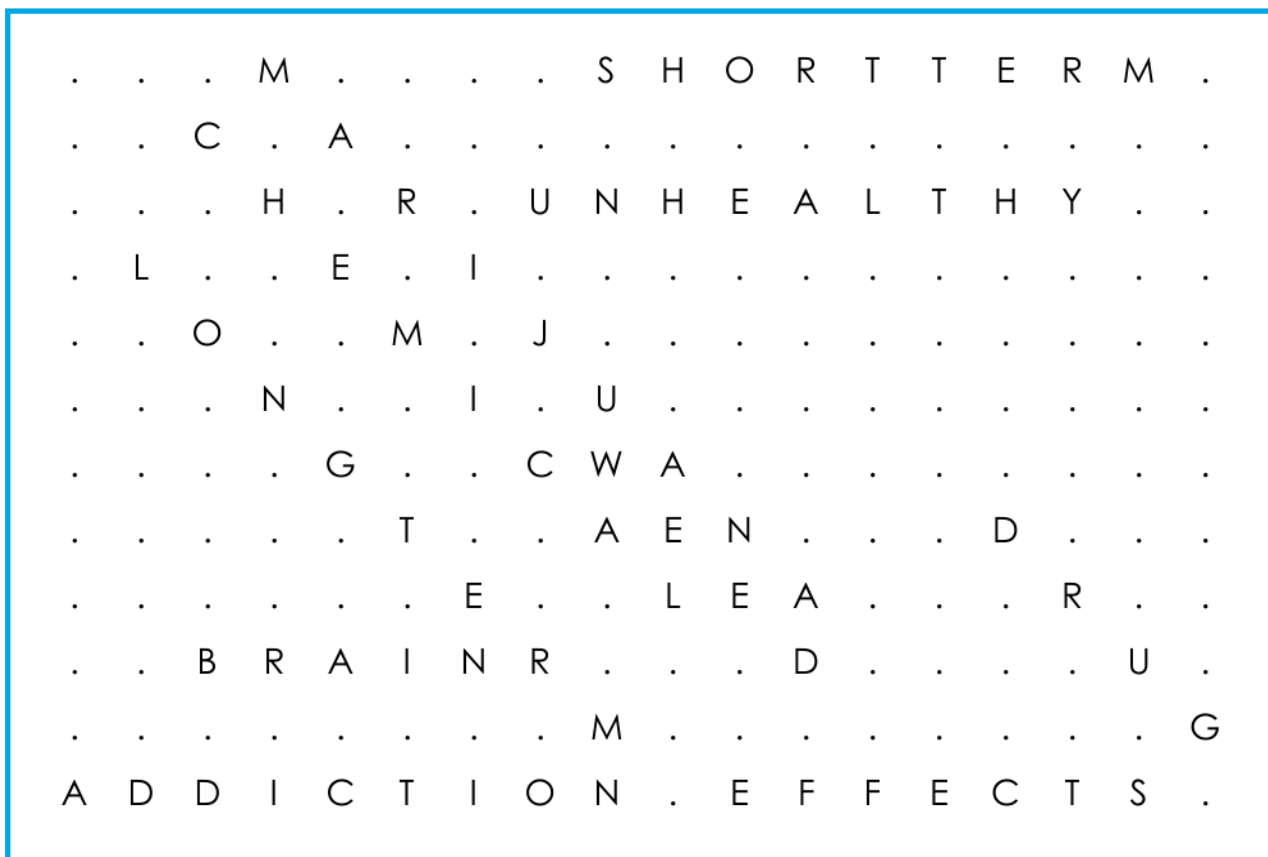 . . . M . . . . S H O R T T E R M .
. . C . A . . . . . . . . . . . . .
. . . H . R . U N H E A L T H Y . .
. L . . E . I . . . . . . . . . . .
. . O . . M . J . . . . . . . . . .
. . . N . . I . U . . . . . . . . .
. . . . G . . C W A . . . . . . . .
. . . . . T . . A E N . . . D . . .
. . . . . . E . . L E A . . . R . .
. . B R A I N R . . . D . . . . U .
. . . . . . . . M . . . . . . . . G
A D D I C T I O N . E F F E C T S .